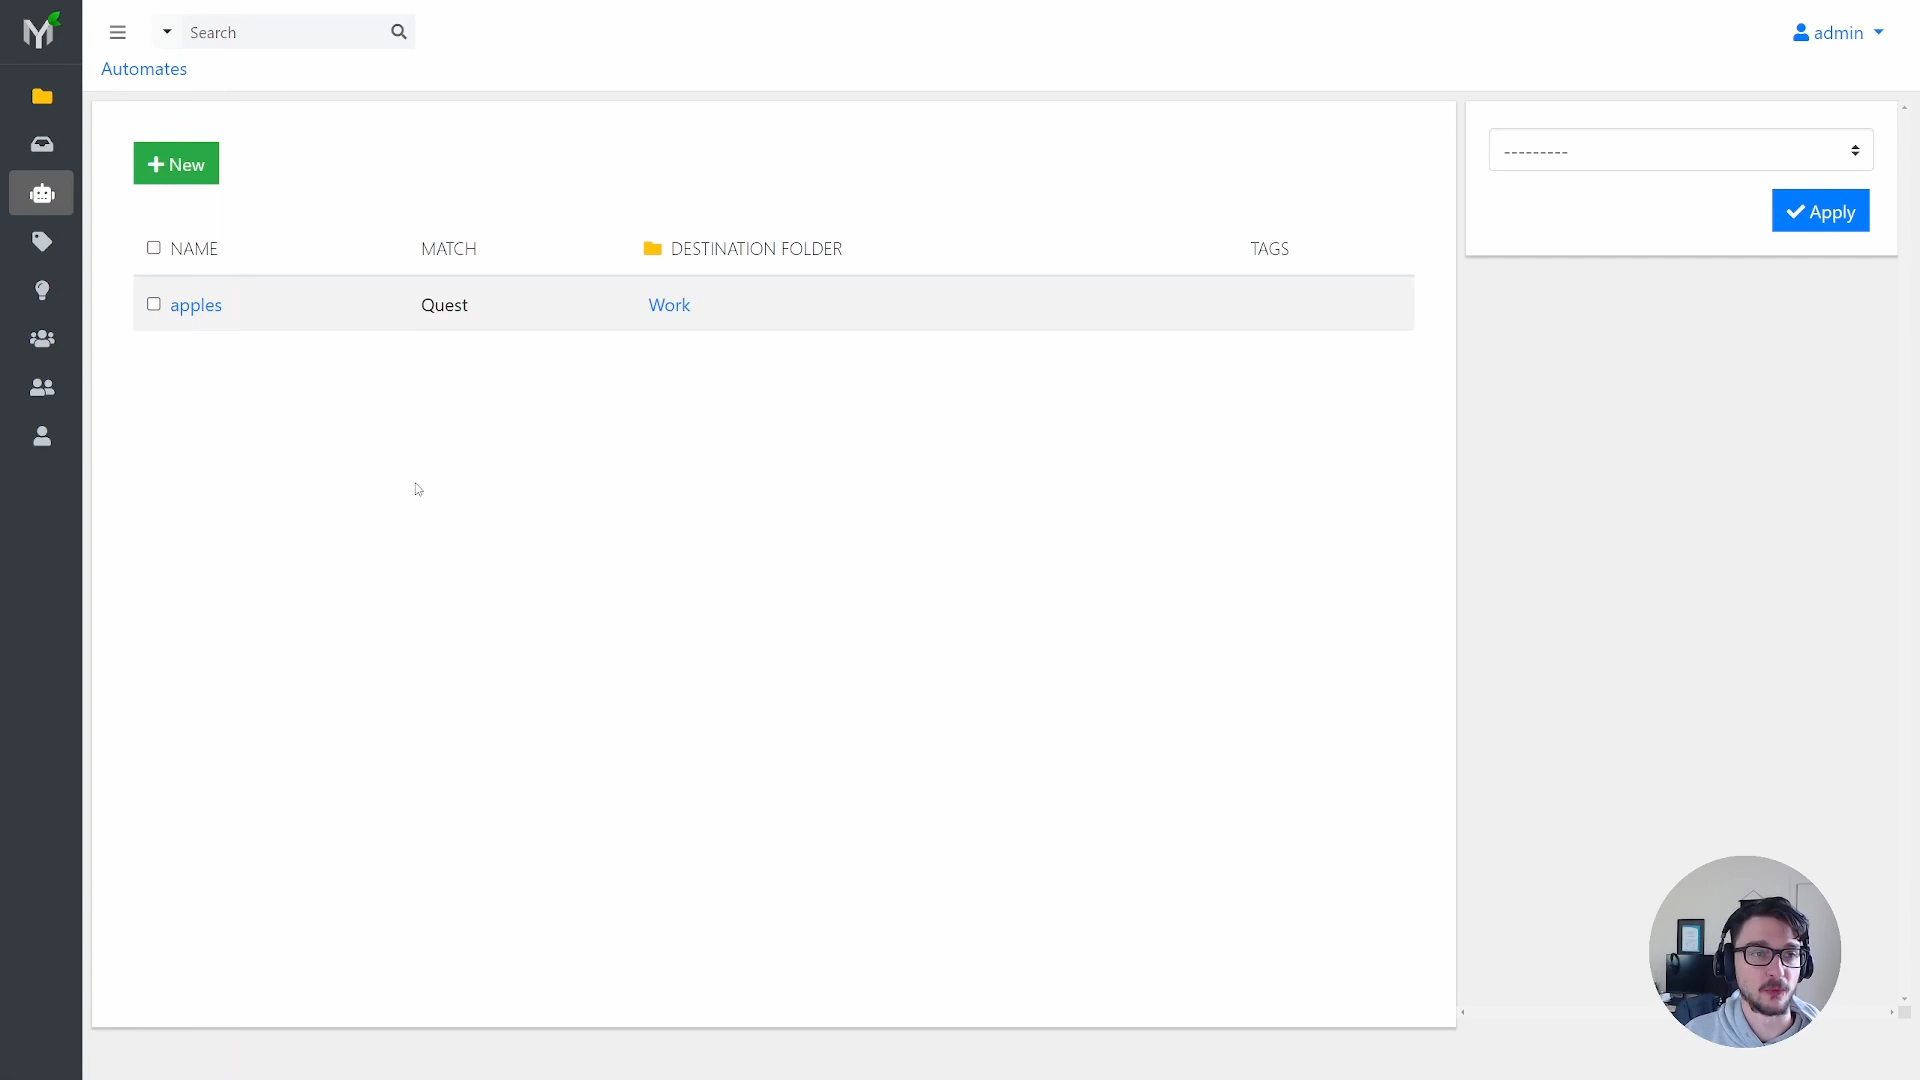 Search
admin
Automates
New
---------
Apply
NAME
MATCH
DESTINATION FOLDER
TAGS
apples
Quest
Work